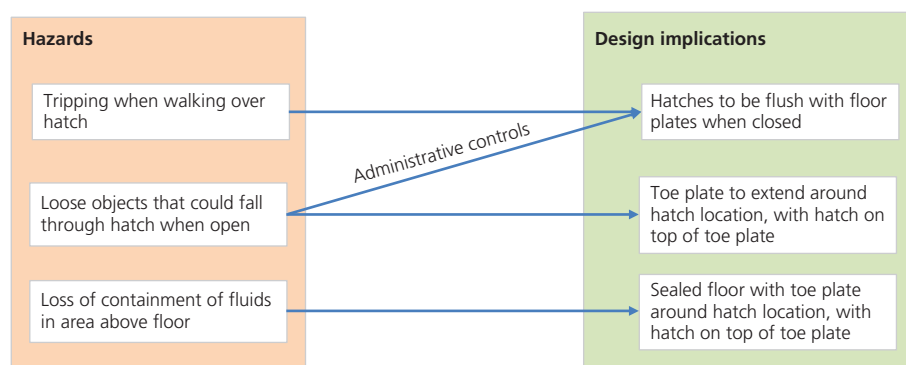 Hazards
Tripping when walking over
hatch
Loose objects that could fall
through hatch when open
Loss of containment of fluids
in area above floor
Administrative controls
Design implications
Hatches to be flush with floor
plates when closed
Toe plate to extend around
hatch location, with hatch on
top of toe plate
Sealed floor with toe plate
around hatch location, with
hatch on top of toe plate